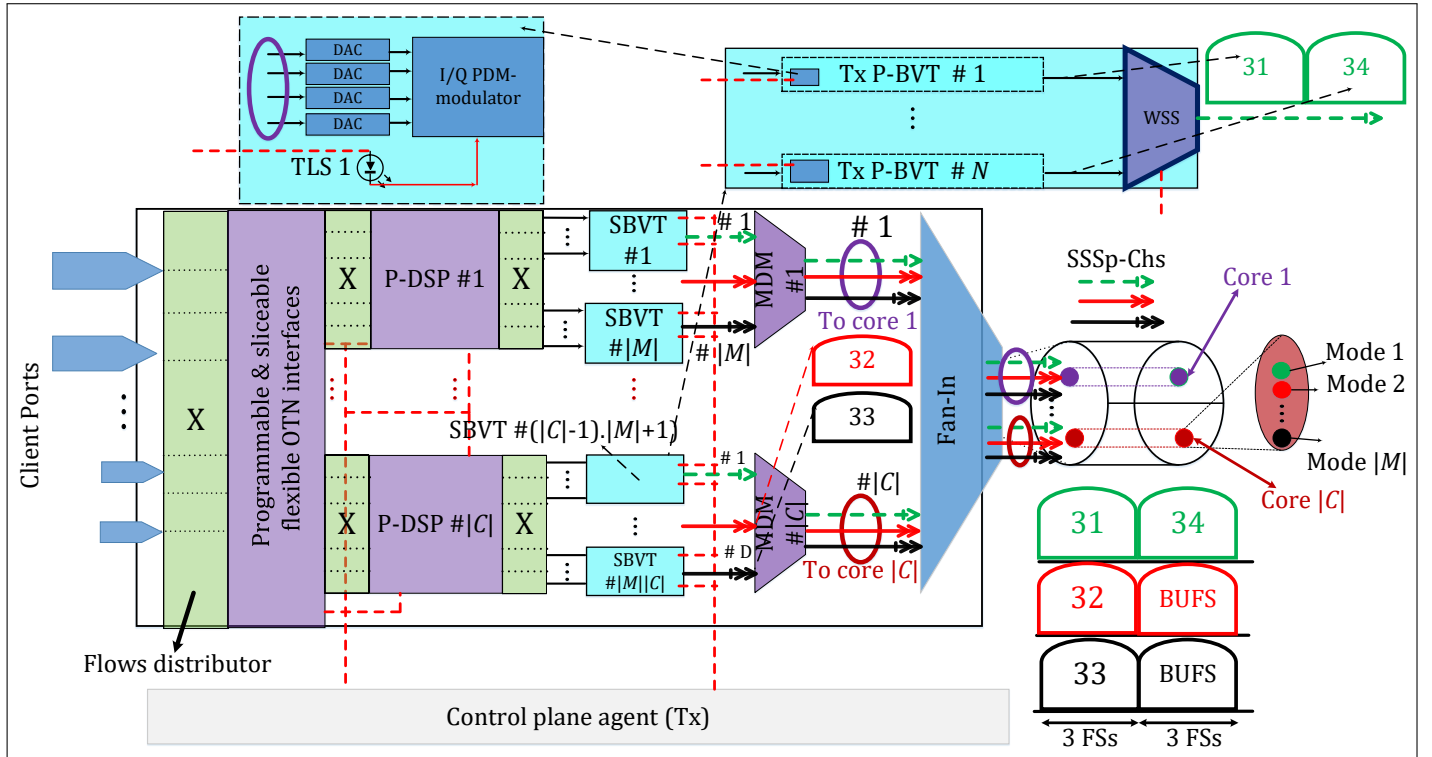 DAC
DAC
DAC
DAC
I/Q PDM-
modulator
TLS 1
Tx P-BVT # 1
⋮
Tx P-BVT # N
WSS
31
34
Client Ports
X
Programmable & sliceable
flexible OTN interfaces
X
P-DSP #1
X
SBVT
#1
# 1
SBVT
#|M|
# |M|
MDM
#1
# 1
To core 1
32
33
Fan-In
SSSp-Chs
Core 1
Mode 1
Mode 2
Mode |M|
Core |C|
SBVT #(|C|-1).|M|+1)
X
P-DSP #|C|
X
# 1
# D
SBVT
#|M||C|
MDM
#|C|
#|C|
To core |C|
31
34
32
BUFS
33
BUFS
3 FSs
3 FSs
Flows distributor
Control plane agent (Tx)